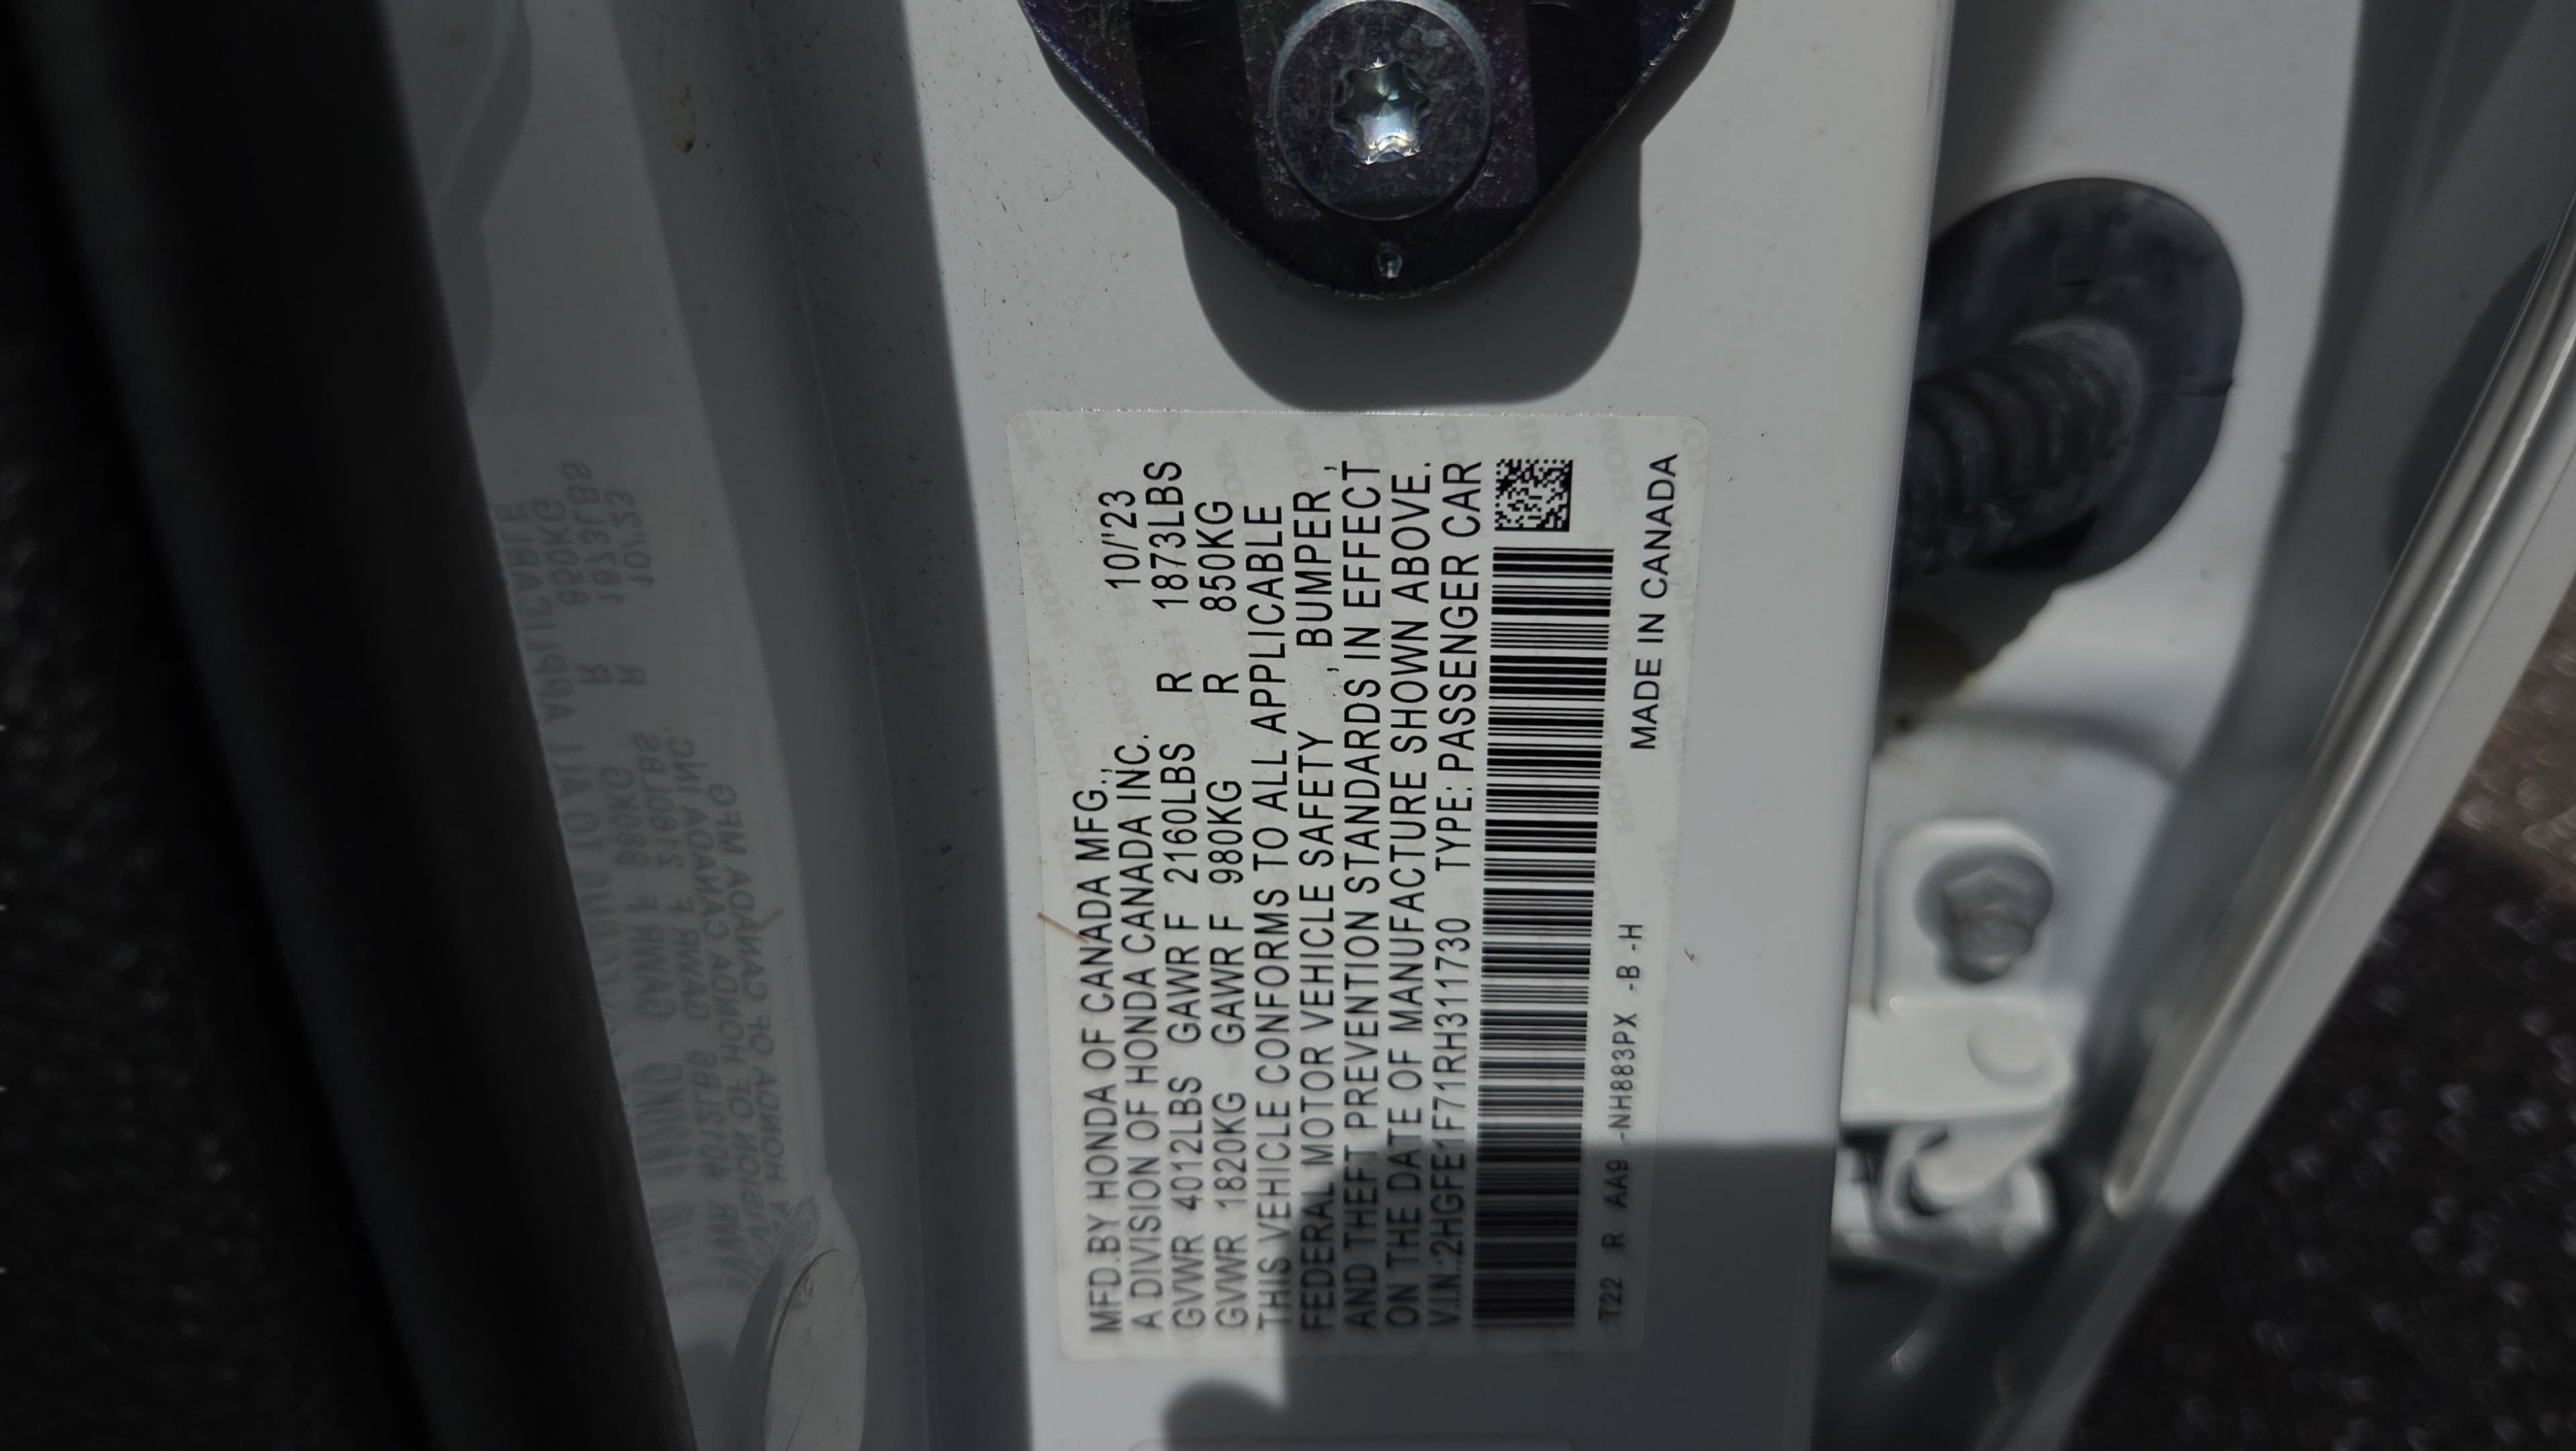 MFD.BY HONDA OF CANADA MFG.,
A DIVISION OF HONDA CANADA INC. 10/'23
GVWR 4012LBS GAWR F 2160LBS R 1873LBS
GVWR 1820KG GAWR F 980KG R 850KG
THIS VEHICLE CONFORMS TO ALL APPLICABLE
FEDERAL MOTOR VEHICLE SAFETY , BUMPER ,
AND THEFT PREVENTION STANDARDS IN EFFECT
ON THE DATE OF MANUFACTURE SHOWN ABOVE.
V.I.N.:2HGFE1F71RH311730 TYPE: PASSENGER CAR
T22 R AA9 -NH883PX -B -H MADE IN CANADA